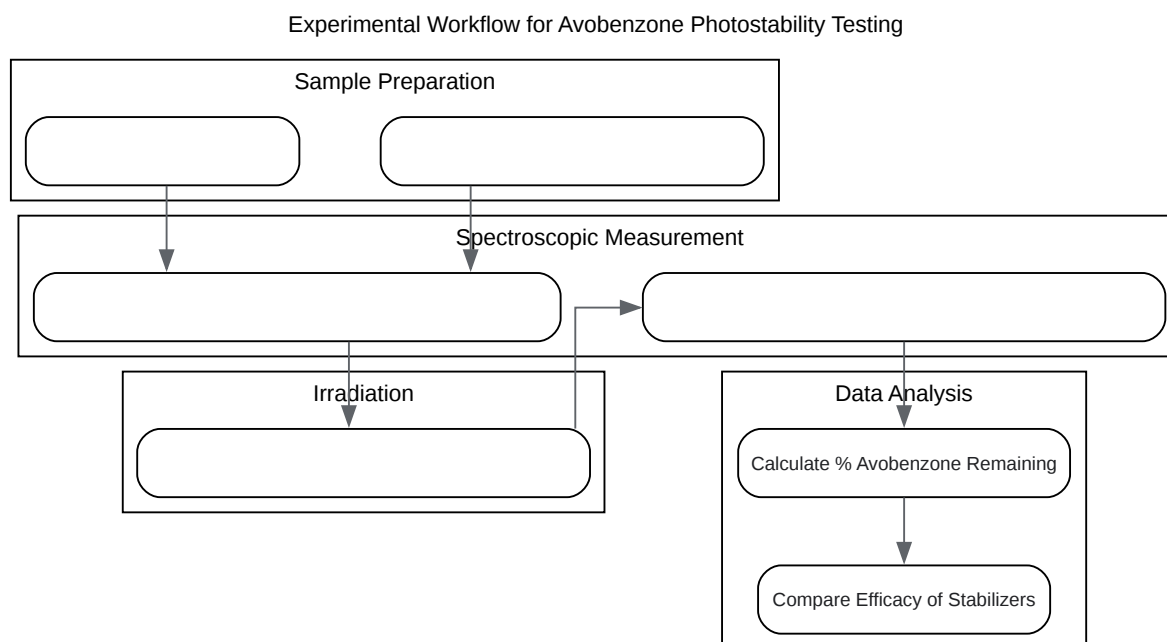 Experimental Workflow for Avobenzone Photostability Testing
Sample Preparation
Spectroscopic Measurement
Irradiation
Data Analysis
Calculate % Avobenzone Remaining
Compare Efficacy of Stabilizers